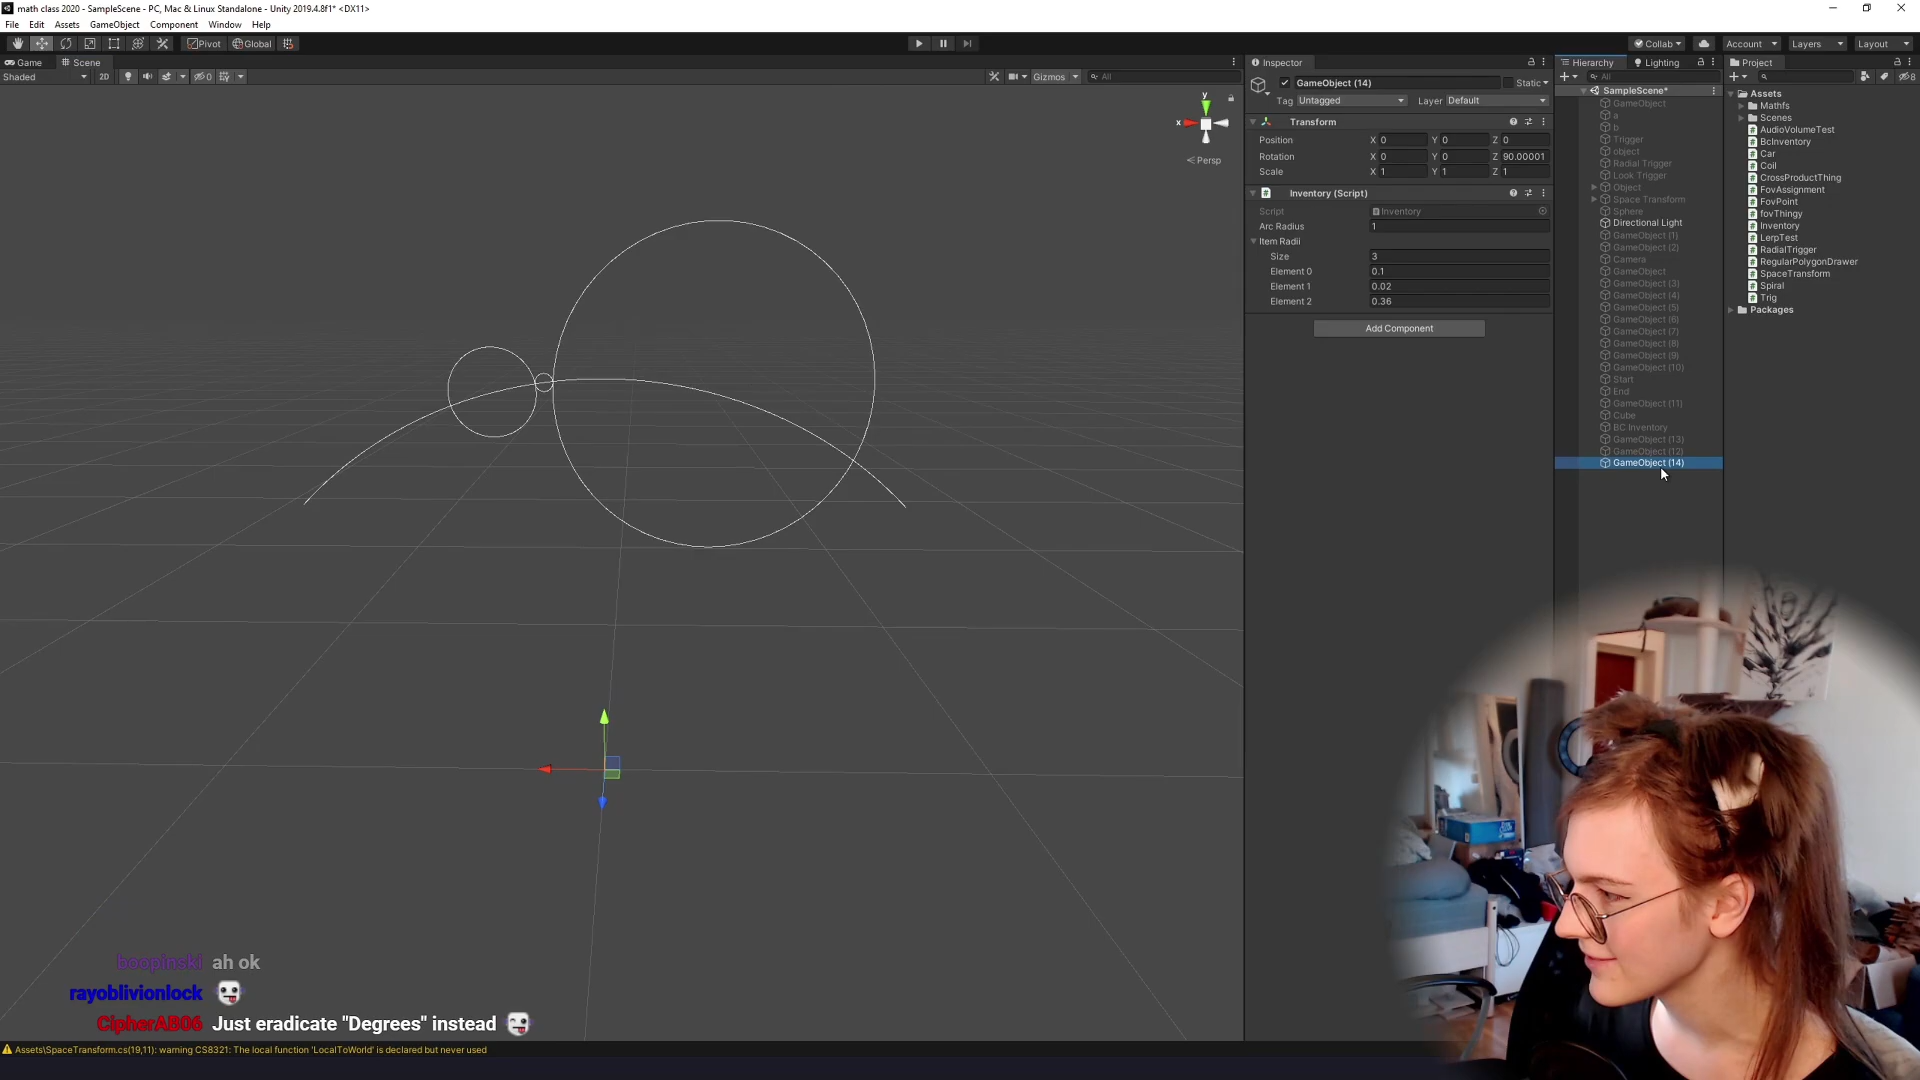 math class 2020 - SampleScene - PC, Mac & Linux Standalone - Unity 2019.4.8f1* <DX11>
File Edit Assets GameObject Component Window Help
Pivot Global Collab Account Layers Layout
Game Scene
Shaded 2D 0 Gizmos All
y
x
Persp
Inspector
GameObject (14) Static
Tag Untagged Layer Default
Transform
Position X 0 Y 0 Z 0
Rotation X 0 Y 0 Z 90.00001
Scale X 1 Y 1 Z 1
Inventory (Script)
Script Inventory
Arc Radius 1
Item Radii
Size 3
Element 0 0.1
Element 1 0.02
Element 2 0.36
Add Component
Hierarchy Lighting
All
SampleScene*
GameObject
a
b
Trigger
object
Radial Trigger
Look Trigger
Object
Space Transform
Sphere
Directional Light
GameObject (1)
GameObject (2)
Camera
GameObject
GameObject (3)
GameObject (4)
GameObject (5)
GameObject (6)
GameObject (7)
GameObject (8)
GameObject (9)
GameObject (10)
Start
End
GameObject (11)
Cube
BC Inventory
GameObject (13)
GameObject (12)
GameObject (14)
Project
8
Assets
Mathfs
Scenes
AudioVolumeTest
BcInventory
Car
Coil
CrossProductThing
FovAssignment
FovPoint
fovThingy
Inventory
LerpTest
RadialTrigger
RegularPolygonDrawer
SpaceTransform
Spiral
Trig
Packages
boopinski ah ok
rayoblivionlock
CipherAB06 Just eradicate "Degrees" instead
Assets\SpaceTransform.cs(19,11): warning CS8321: The local function 'LocalToWorld' is declared but never used